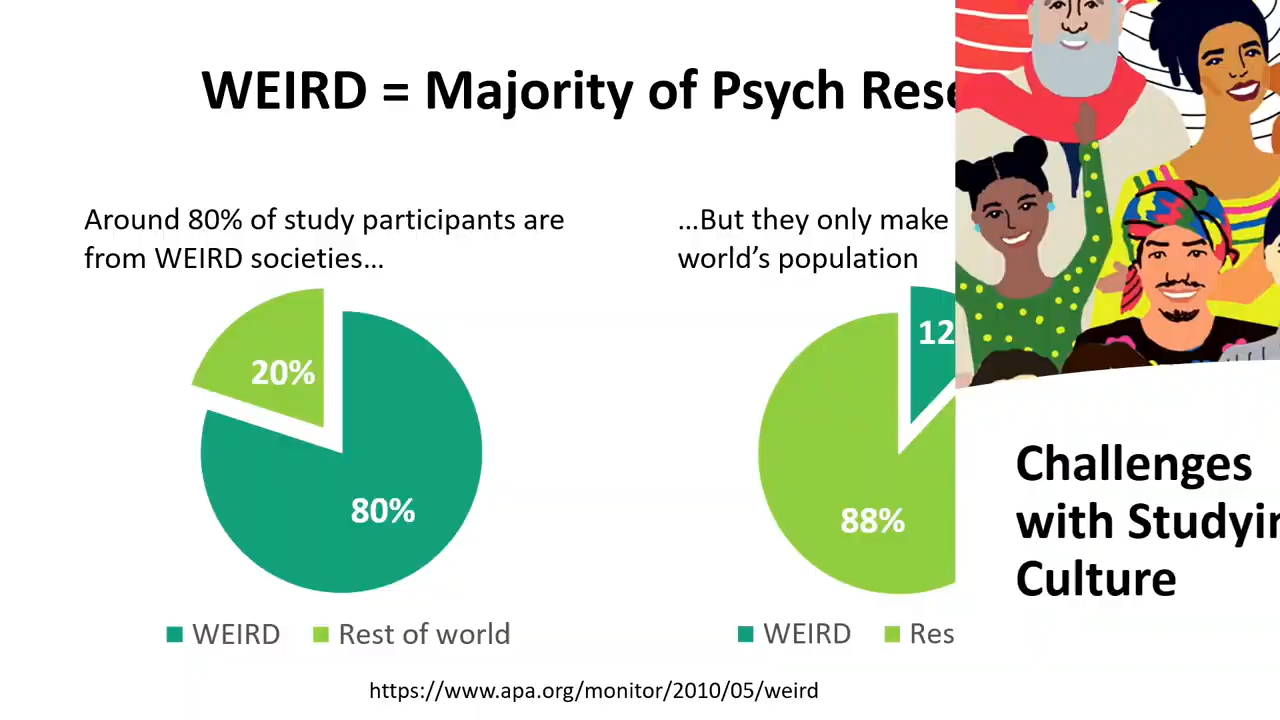 WEIRD = Majority of Psych Rese
Around 80% of study participants are
from WEIRD societies...
...But they only make
world's population
20%
80%
12
88%
WEIRD Rest of world
WEIRD Res
https://www.apa.org/monitor/2010/05/weird
Challenges
with Studyin
Culture